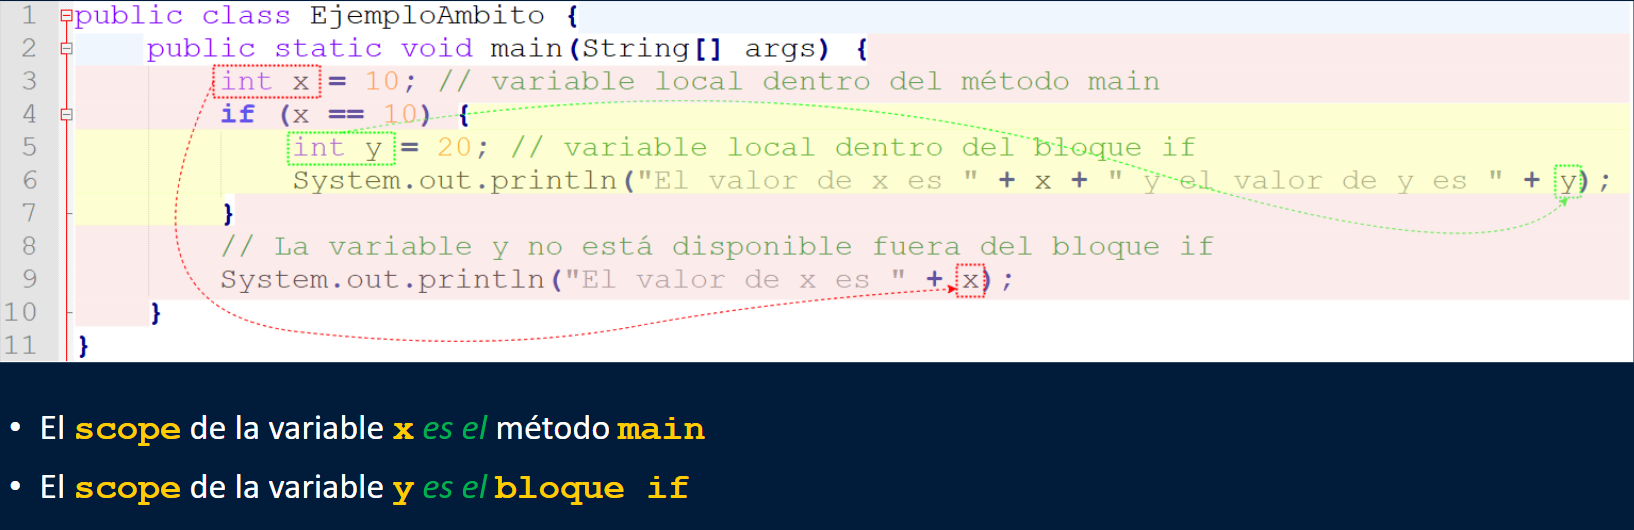 1 public class EjemploAmbito {
2 public static void main(String[] args) {
3 int x = 10; // variable local dentro del método main
4 if (x == 10) {
5 int y = 20; // variable local dentro del bloque if
6 System.out.println("El valor de x es " + x + " y el valor de y es " + y);
7 }
8 // La variable y no está disponible fuera del bloque if
9 System.out.println("El valor de x es " + x);
10 }
11 }
• El scope de la variable x es el método main
• El scope de la variable y es el bloque if